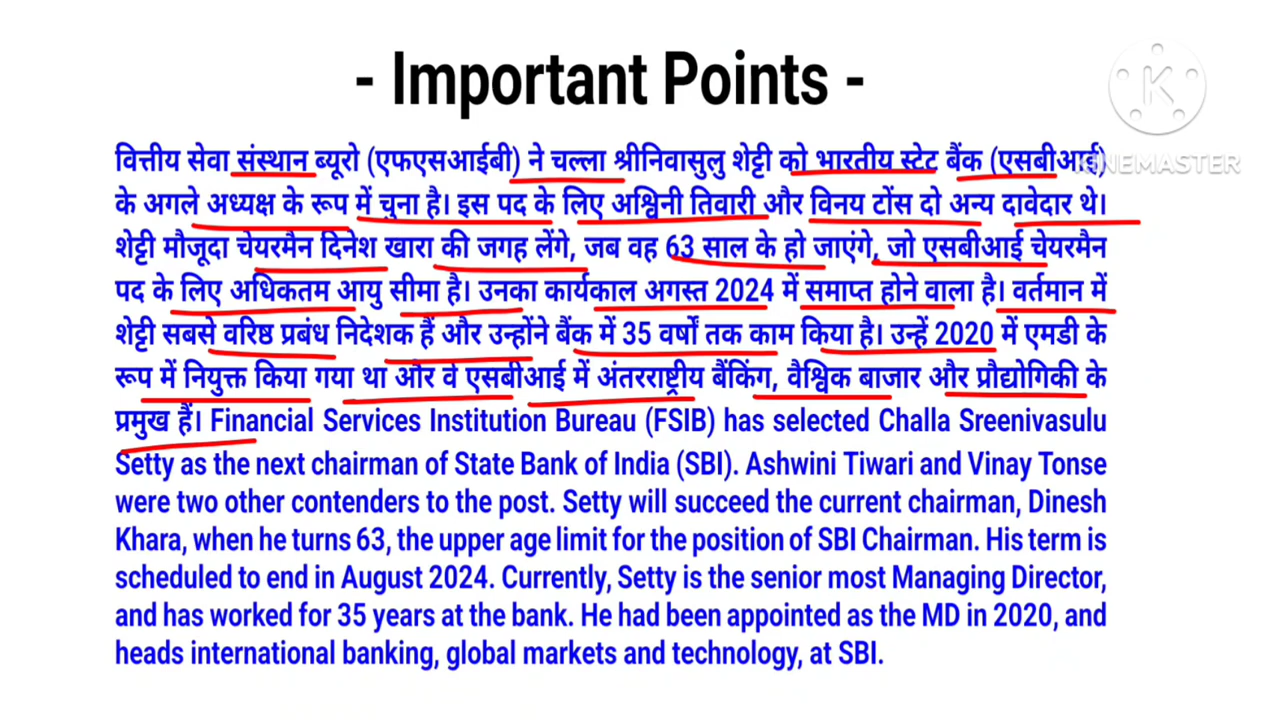 - Important Points -
वित्तीय सेवा संस्थान ब्यूरो (एफएसआईबी) ने चल्ला श्रीनिवासुलु शेट्टी को भारतीय स्टेट बैंक (एसबीआई)
के अगले अध्यक्ष के रूप में चुना है। इस पद के लिए अश्विनी तिवारी और विनय टोंस दो अन्य दावेदार थे।
शेट्टी मौजूदा चेयरमैन दिनेश खारा की जगह लेंगे, जब वह 63 साल के हो जाएंगे, जो एसबीआई चेयरमैन
पद के लिए अधिकतम आयु सीमा है। उनका कार्यकाल अगस्त 2024 में समाप्त होने वाला है। वर्तमान में
शेट्टी सबसे वरिष्ठ प्रबंध निदेशक हैं और उन्होंने बैंक में 35 वर्षों तक काम किया है। उन्हें 2020 में एमडी के
रूप में नियुक्त किया गया था और वे एसबीआई में अंतरराष्ट्रीय बैंकिंग, वैश्विक बाजार और प्रौद्योगिकी के
प्रमुख हैं। Financial Services Institution Bureau (FSIB) has selected Challa Sreenivasulu
Setty as the next chairman of State Bank of India (SBI). Ashwini Tiwari and Vinay Tonse
were two other contenders to the post. Setty will succeed the current chairman, Dinesh
Khara, when he turns 63, the upper age limit for the position of SBI Chairman. His term is
scheduled to end in August 2024. Currently, Setty is the senior most Managing Director,
and has worked for 35 years at the bank. He had been appointed as the MD in 2020, and
heads international banking, global markets and technology, at SBI.
K
KINEMASTER